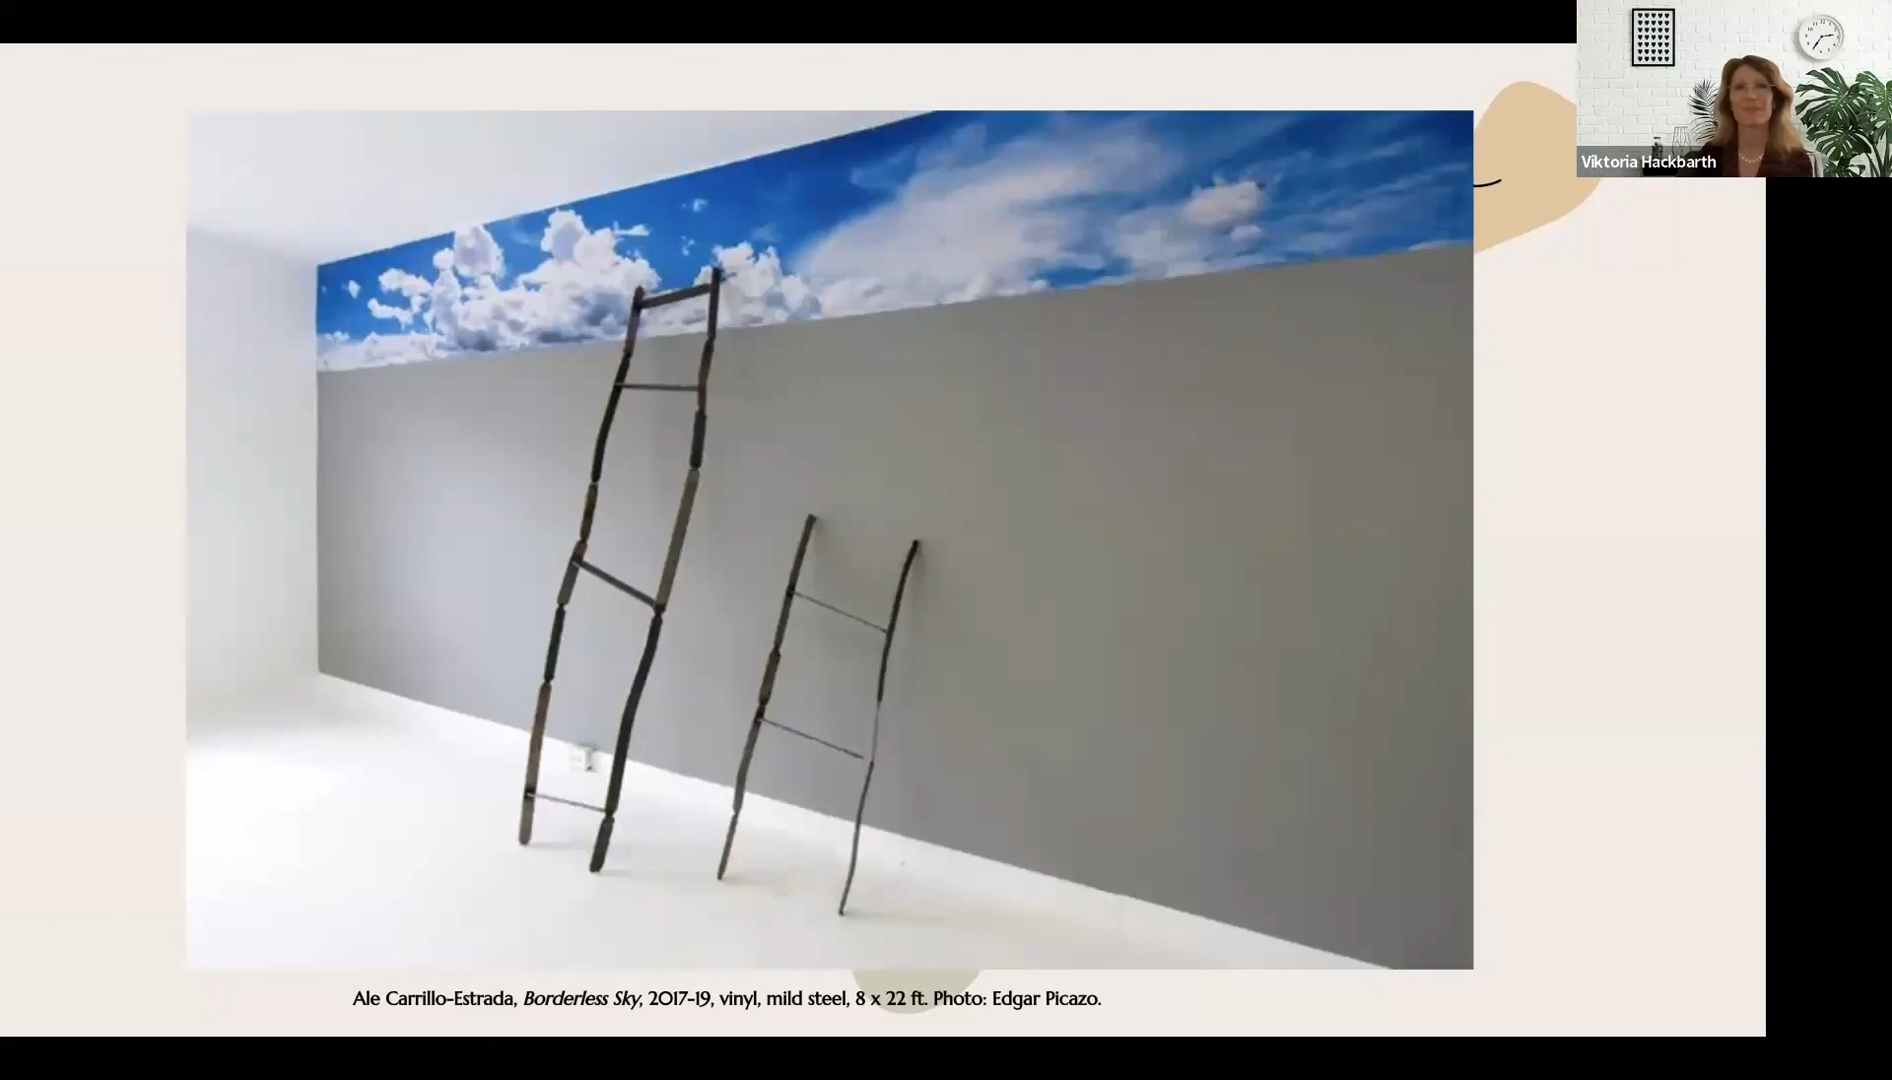 Viktoria Hackbarth
Ale Carrillo-Estrada, Borderless Sky, 2017-19, vinyl, mild steel, 8 x 22 ft. Photo: Edgar Picazo.